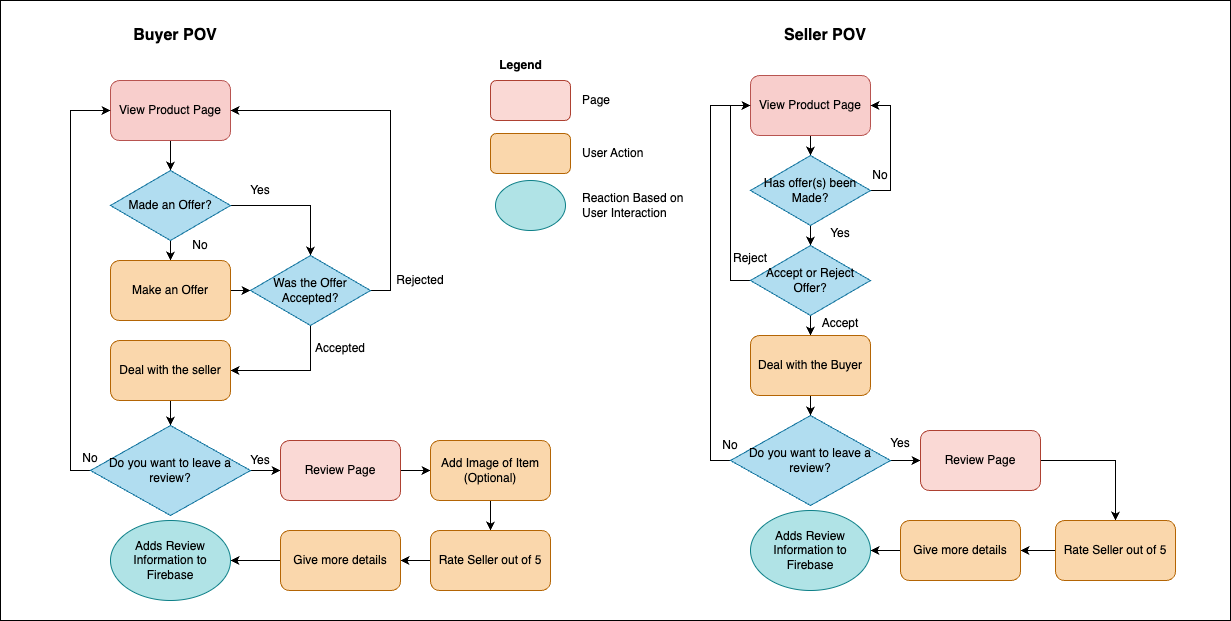 Buyer POV
View Product Page
Made an Offer?
Yes
No
Make an Offer
Was the Offer
Accepted?
Rejected
Accepted
Deal with the seller
Do you want to leave a
review?
No
Yes
Review Page
Add Image of Item
(Optional)
Rate Seller out of 5
Give more details
Adds Review
Information to
Firebase
Legend
Page
User Action
Reaction Based on
User Interaction
Seller POV
View Product Page
Has offer(s) been
Made?
No
Yes
Accept or Reject
Offer?
Reject
Accept
Deal with the Buyer
Do you want to leave a
review?
No
Yes
Review Page
Rate Seller out of 5
Give more details
Adds Review
Information to
Firebase